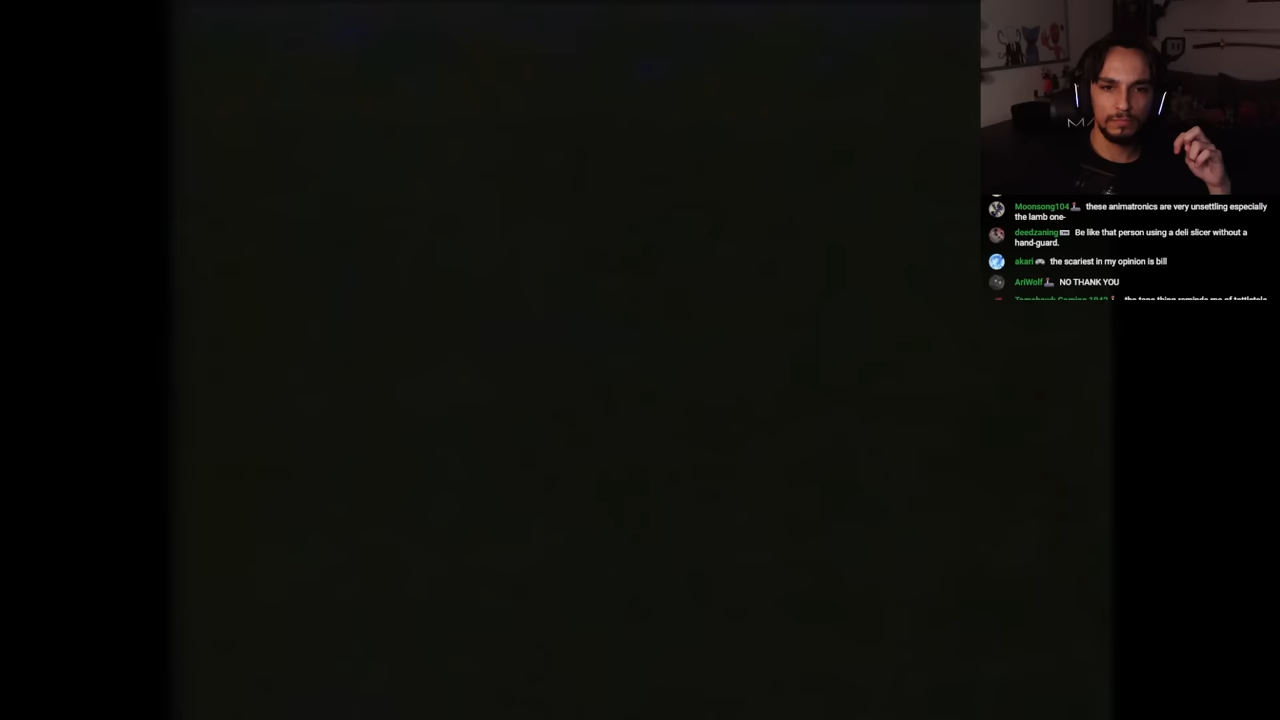 MA
Moonsong104 these animatronics are very unsettling especially
the lamb one-
deedzaning Be like that person using a deli slicer without a
hand-guard.
akari the scariest in my opinion is bill
AriWolf NO THANK YOU